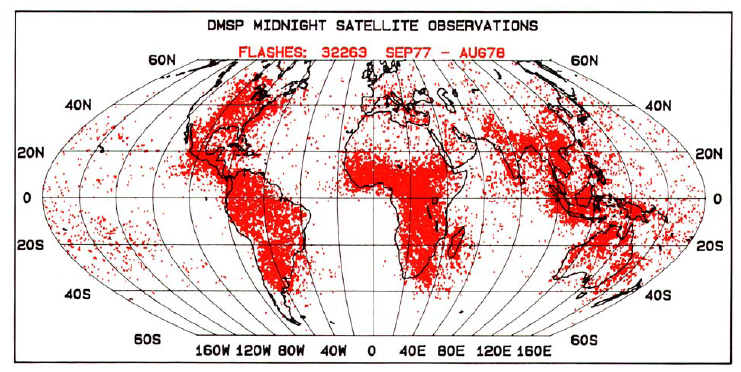 DMSP MIDNIGHT SATELLITE OBSERVATIONS
FLASHES: 32263 SEP77 - AUG78
60N 60N
40N 40N
20N 20N
0 0
20S 20S
40S 40S
60S 60S
160W 120W 80W 40W 0 40E 80E 120E 160E